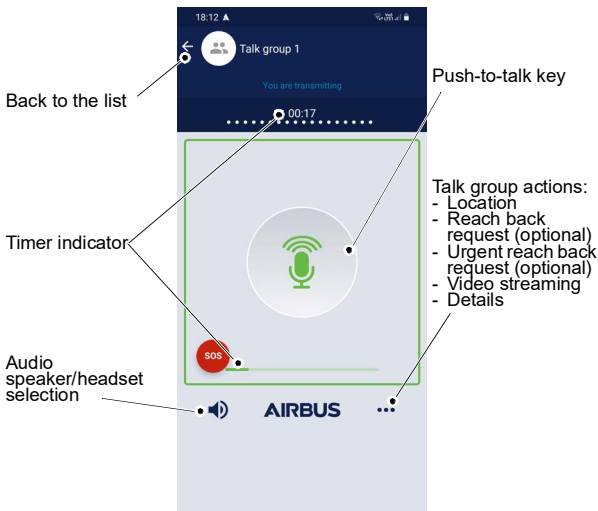 18:12
Talk group 1
You are transmitting
00:17
Back to the list
Push-to-talk key
Talk group actions:
- Location
- Reach back
request (optional)
- Urgent reach back
request (optional)
- Video streaming
- Details
Timer indicator
SOS
Audio
speaker/headset
selection
AIRBUS